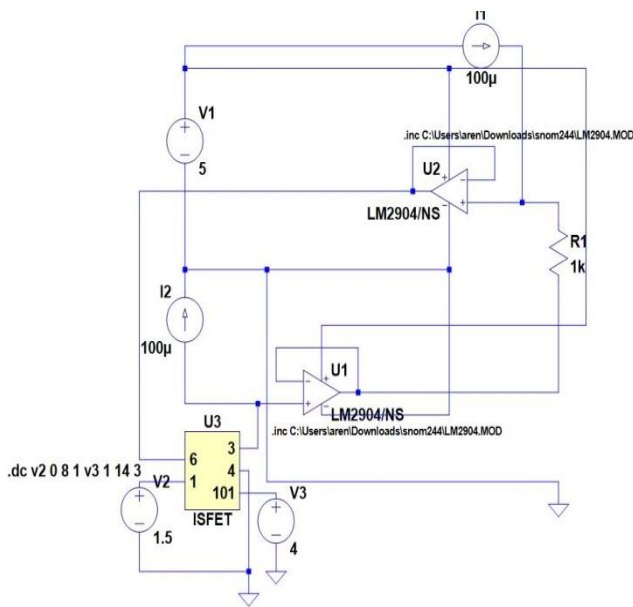 I1
100µ
V1
5
.inc C:\Users\aren\Downloads\snom244\LM2904.MOD
U2
LM2904/NS
R1
1k
I2
100µ
U1
LM2904/NS
.inc C:\Users\aren\Downloads\snom244\LM2904.MOD
U3
6
3
4
1
101
ISFET
.dc v2 0 8 1 v3 1 14 3
V2
1.5
V3
4